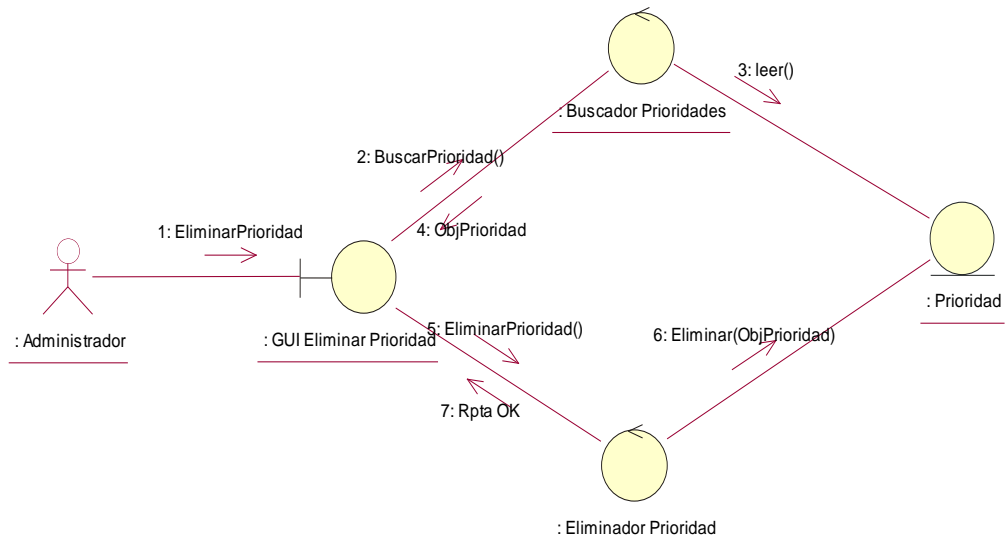 3: leer()
: Buscador Prioridades
2: BuscarPrioridad()
4: ObjPrioridad
1: EliminarPrioridad
: Prioridad
: Administrador
: GUI Eliminar Prioridad
5: EliminarPrioridad()
6: Eliminar(ObjPrioridad)
7: Rpta OK
: Eliminador Prioridad